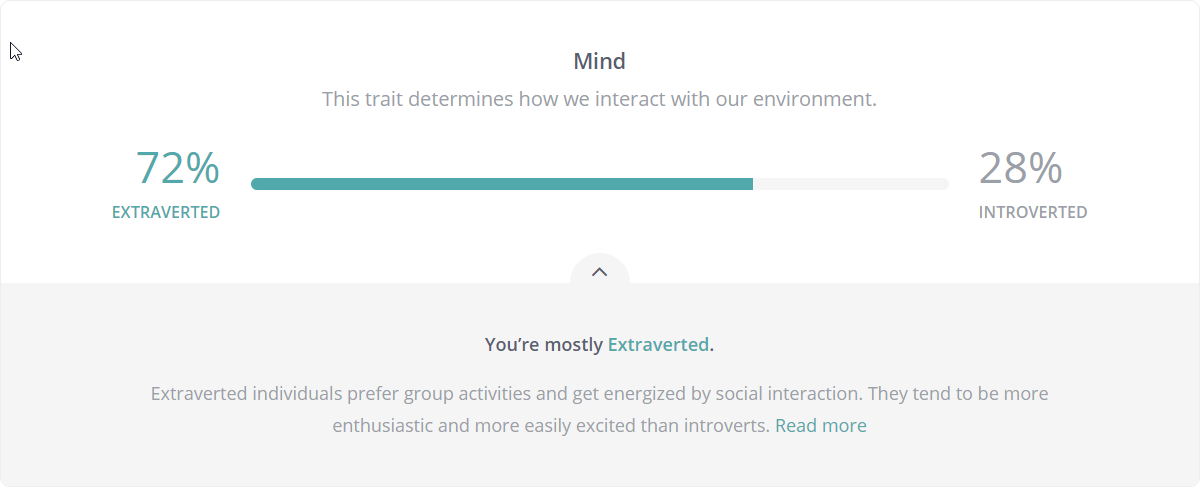 Mind
This trait determines how we interact with our environment.
72%
EXTRAVERTED
28%
INTROVERTED
You’re mostly Extraverted.
Extraverted individuals prefer group activities and get energized by social interaction. They tend to be more
enthusiastic and more easily excited than introverts. Read more